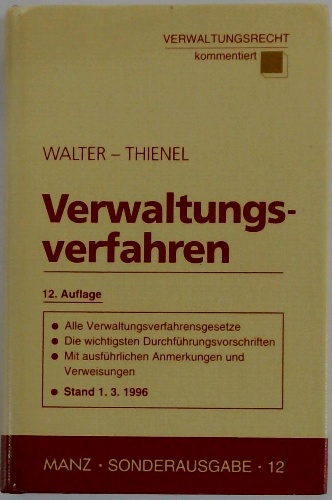 VERWALTUNGSRECHT
kommentiert
WALTER – THIENEL
Verwaltungs-
verfahren
12. Auflage
● Alle Verwaltungsverfahrensgesetze
● Die wichtigsten Durchführungsvorschriften
● Mit ausführlichen Anmerkungen und
Verweisungen
● Stand 1. 3. 1996
MANZ · SONDERAUSGABE · 12